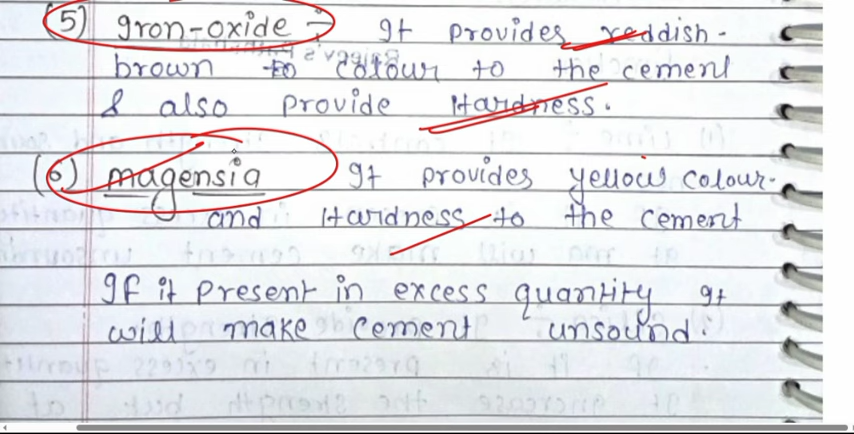 (5) Iron-oxide ÷ It provides reddish-
brown to colour to the cement
& also provide Hardness.
(6) magensia It provides yellow colour.
and Hardness to the cement
If it present in excess quantity It
will make cement unsound.